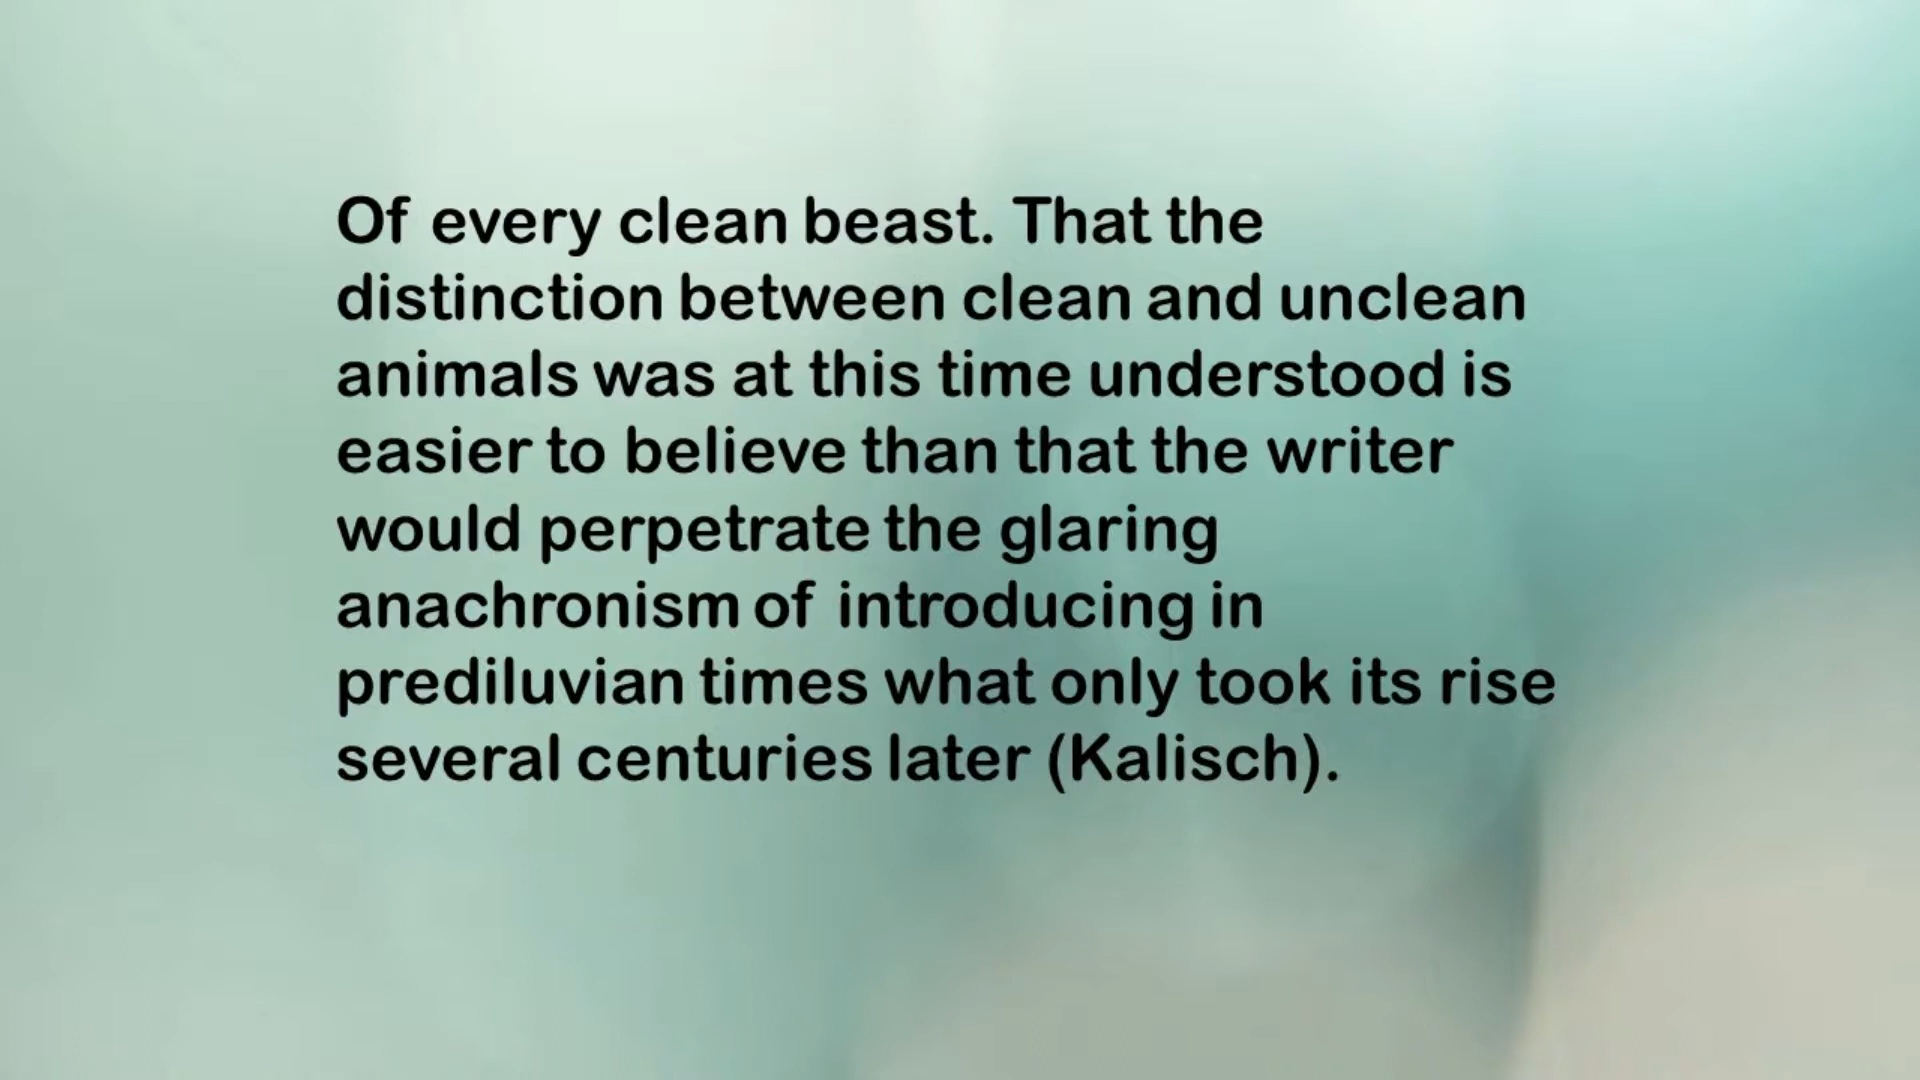 Of every clean beast. That the
distinction between clean and unclean
animals was at this time understood is
easier to believe than that the writer
would perpetrate the glaring
anachronism of introducing in
prediluvian times what only took its rise
several centuries later (Kalisch).